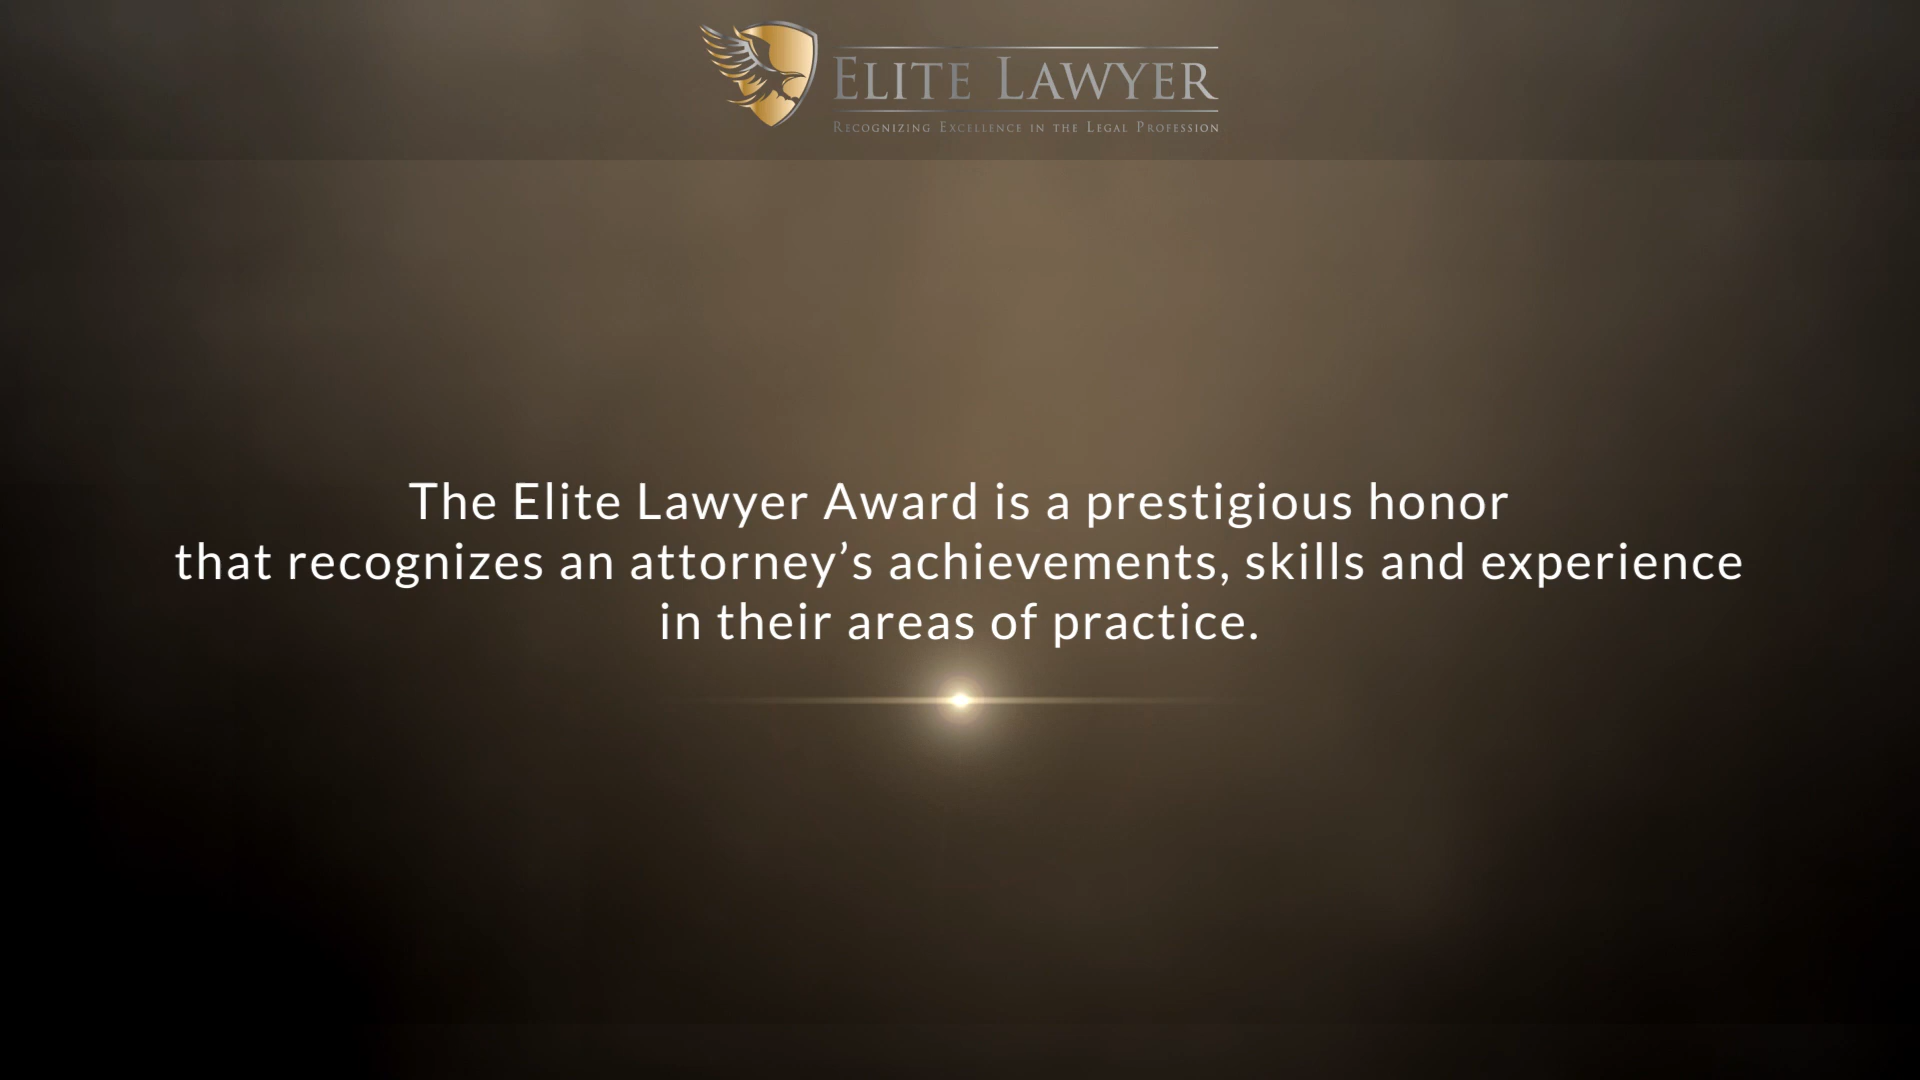 ELITE LAWYER
RECOGNIZING EXCELLENCE IN THE LEGAL PROFESSION
The Elite Lawyer Award is a prestigious honor
that recognizes an attorney’s achievements, skills and experience
in their areas of practice.